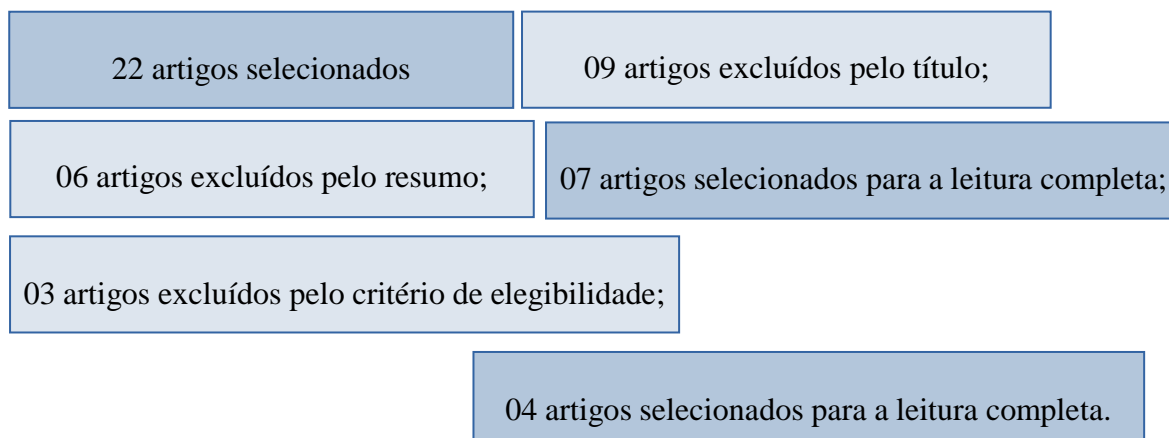 22 artigos selecionados
09 artigos excluídos pelo título;
06 artigos excluídos pelo resumo;
07 artigos selecionados para a leitura completa;
03 artigos excluídos pelo critério de elegibilidade;
04 artigos selecionados para a leitura completa.